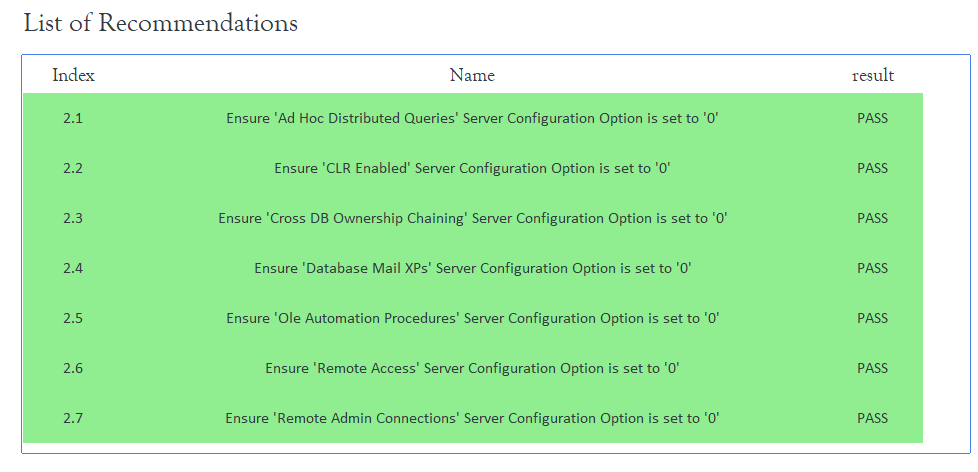 List of Recommendations
Index Name result
2.1 Ensure 'Ad Hoc Distributed Queries' Server Configuration Option is set to '0' PASS
2.2 Ensure 'CLR Enabled' Server Configuration Option is set to '0' PASS
2.3 Ensure 'Cross DB Ownership Chaining' Server Configuration Option is set to '0' PASS
2.4 Ensure 'Database Mail XPs' Server Configuration Option is set to '0' PASS
2.5 Ensure 'Ole Automation Procedures' Server Configuration Option is set to '0' PASS
2.6 Ensure 'Remote Access' Server Configuration Option is set to '0' PASS
2.7 Ensure 'Remote Admin Connections' Server Configuration Option is set to '0' PASS